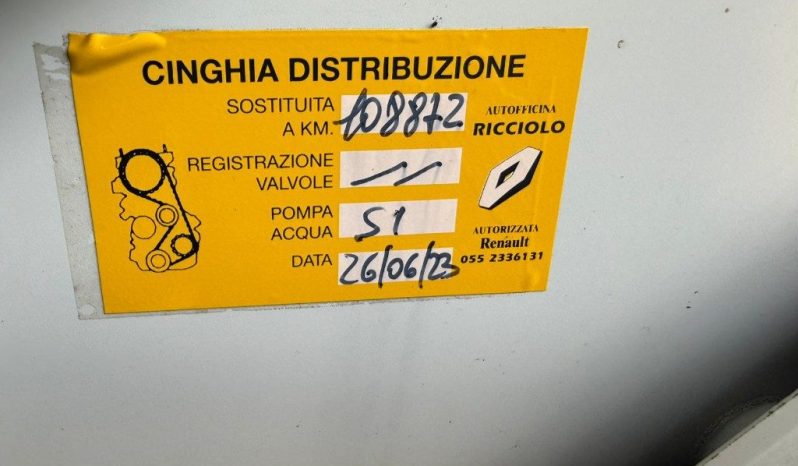 CINGHIA DISTRIBUZIONE
SOSTITUITA
A KM. 108872
AUTOFFICINA
RICCIOLO
REGISTRAZIONE
VALVOLE
POMPA
ACQUA SI
AUTORIZZATA
Renault
055 2336131
DATA 26/06/23